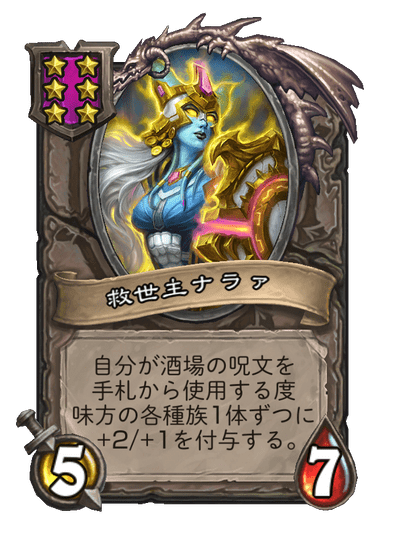 救世主ナラァ
自分が酒場の呪文を
手札から使用する度
味方の各種族1体ずつに
+2/+1を付与する。
5
7